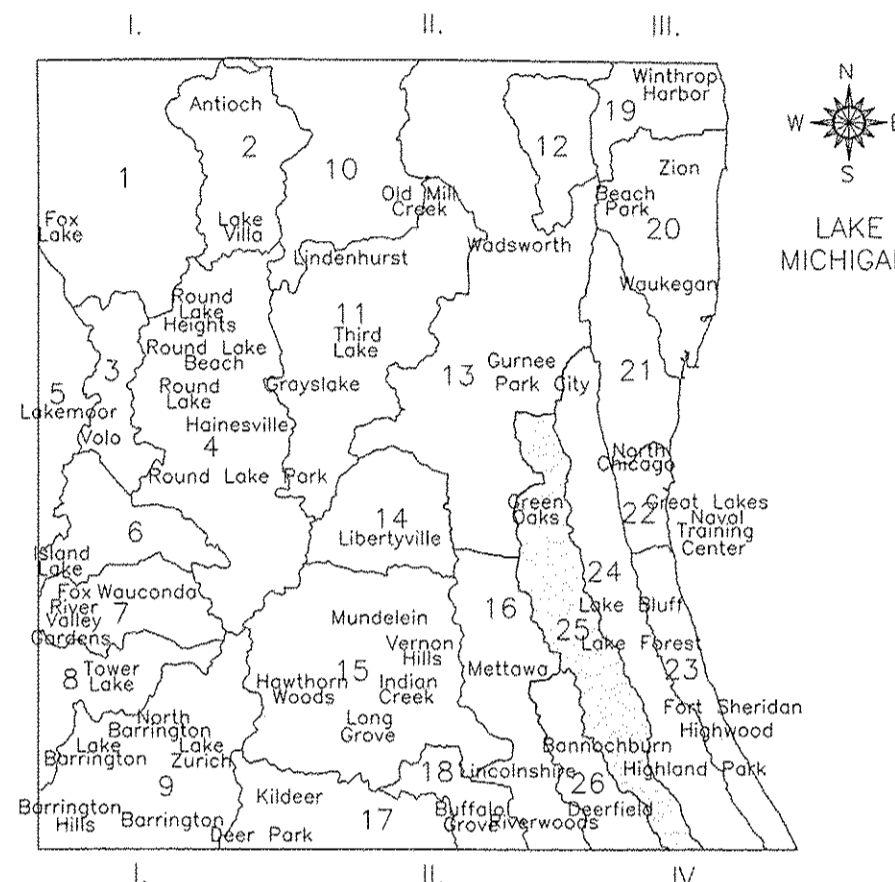 I. II. III.
N
W E
S
LAKE
MICHIGAN
Winthrop
Harbor
19
Antioch
2
12
10
1
Zion
Old Mill
Creek
Beach
Park
20
Fox
Lake
Lake
Villa
Wadsworth
Lindenhurst
Waukegan
Round
Lake
Heights
11
Third
Lake
Round Lake
Beach
Gurnee
Park City
13
21
3
5
Round
Lake
Grayslake
Lakemoor
Hainesville
Volo
4
North
Chicago
Round Lake Park
Green
Oaks
22
Great Lakes
Naval
Training
Center
14
Libertyville
6
Island
Lake
24
Fox
River
Valley
Gardens
Wauconda
7
16
Lake Bluff
Mundelein
25
Lake Forest
Vernon
Hills
8
Tower
Lake
15
Mettawa
23
Hawthorn
Woods
Indian
Creek
Long
Grove
Fort Sheridan
Highwood
North
Barrington
Lake
Barrington
Lake
Zurich
Bannochburn
18
Lincolnshire
Highland Park
9
26
Kildeer
Deerfield
Barrington
Hills
Barrington
17
Buffalo
Grove
Riverwoods
Deer Park
I. II. IV.